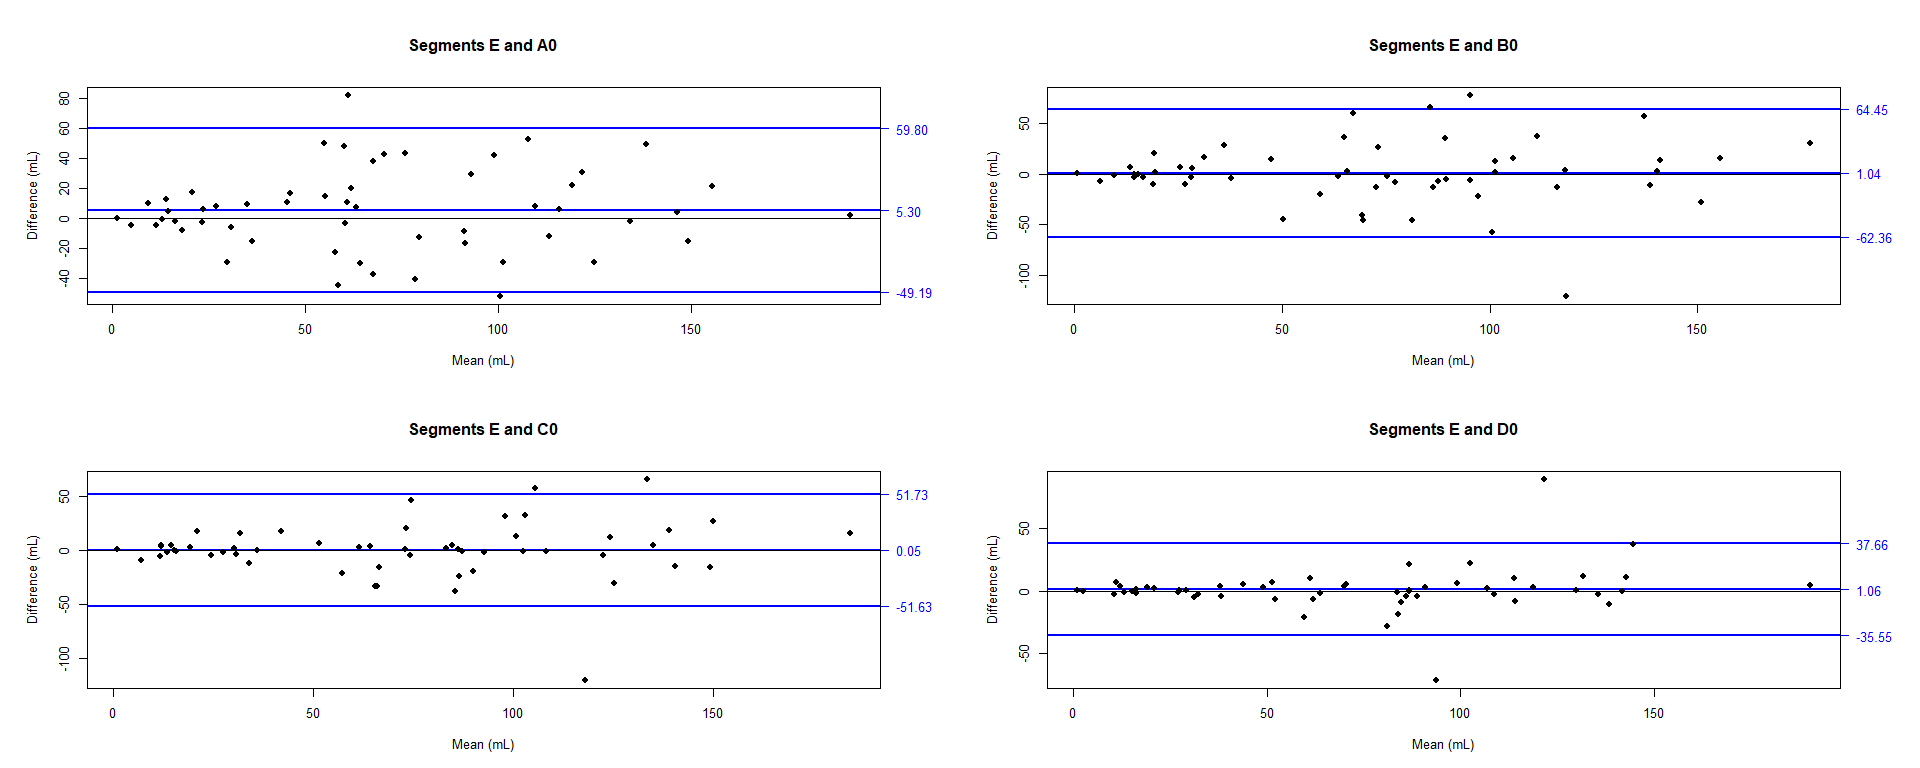 Segments E and A0
Difference (mL)
80
60
40
20
0
-20
-40
59.80
5.30
-49.19
0 50 100 150
Mean (mL)
Segments E and B0
Difference (mL)
50
0
-50
-100
64.45
1.04
-62.36
0 50 100 150
Mean (mL)
Segments E and C0
Difference (mL)
50
0
-50
-100
51.73
0.05
-51.63
0 50 100 150
Mean (mL)
Segments E and D0
Difference (mL)
50
0
-50
37.66
1.06
-35.55
0 50 100 150
Mean (mL)